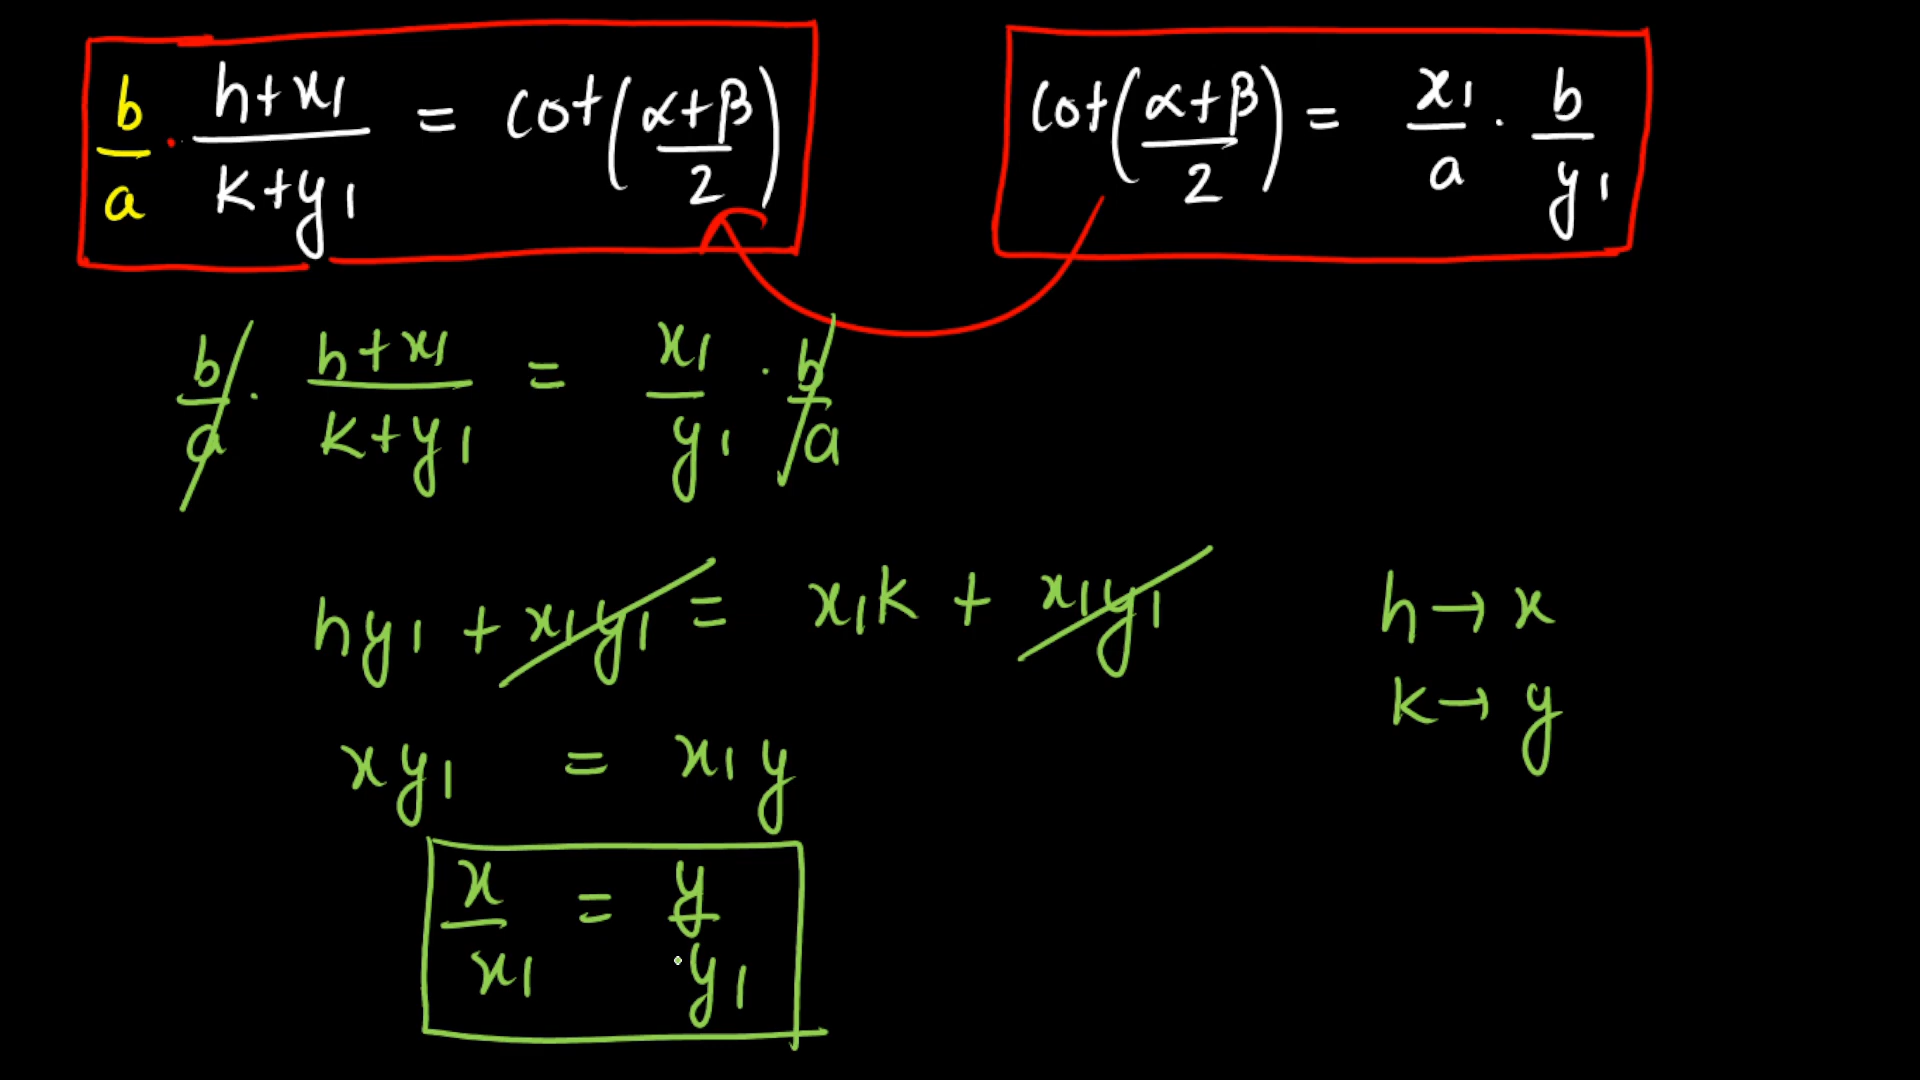 b/a · (h+x₁)/(k+y₁) = cot((α+β)/2)
cot((α+β)/2) = x₁/a · b/y₁
b/a · (h+x₁)/(k+y₁) = x₁/y₁ · b/a
hy₁ + x₁y₁ = x₁k + x₁y₁
h → x
k → y
xy₁ = x₁y
x/x₁ = y/y₁